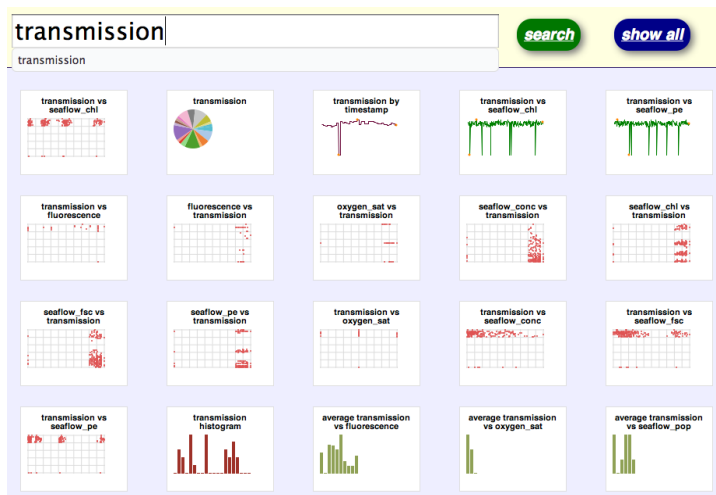 transmission
search
show all
transmission
transmission vs
seaflow_chl
transmission
transmission by
timestamp
transmission vs
seaflow_chl
transmission vs
seaflow_pe
transmission vs
fluorescence
fluorescence vs
transmission
oxygen_sat vs
transmission
seaflow_conc vs
transmission
seaflow_chl vs
transmission
seaflow_fsc vs
transmission
seaflow_pe vs
transmission
transmission vs
oxygen_sat
transmission vs
seaflow_conc
transmission vs
seaflow_fsc
transmission vs
seaflow_pe
transmission
histogram
average transmission
vs fluorescence
average transmission
vs oxygen_sat
average transmission
vs seaflow_pop